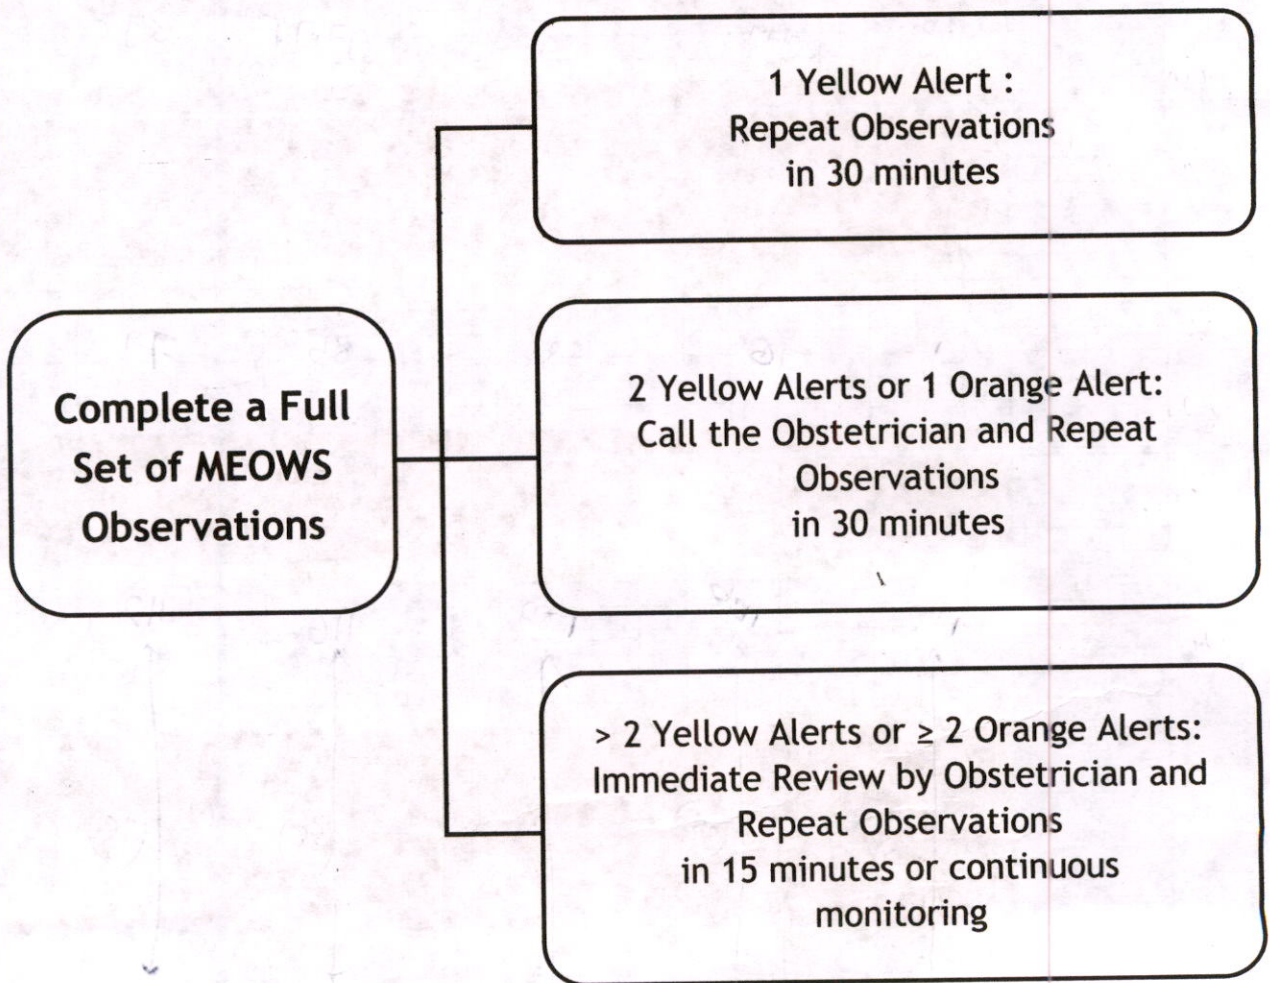 Complete a Full
Set of MEOWS
Observations
1 Yellow Alert :
Repeat Observations
in 30 minutes
2 Yellow Alerts or 1 Orange Alert:
Call the Obstetrician and Repeat
Observations
in 30 minutes
> 2 Yellow Alerts or ≥ 2 Orange Alerts:
Immediate Review by Obstetrician and
Repeat Observations
in 15 minutes or continuous
monitoring